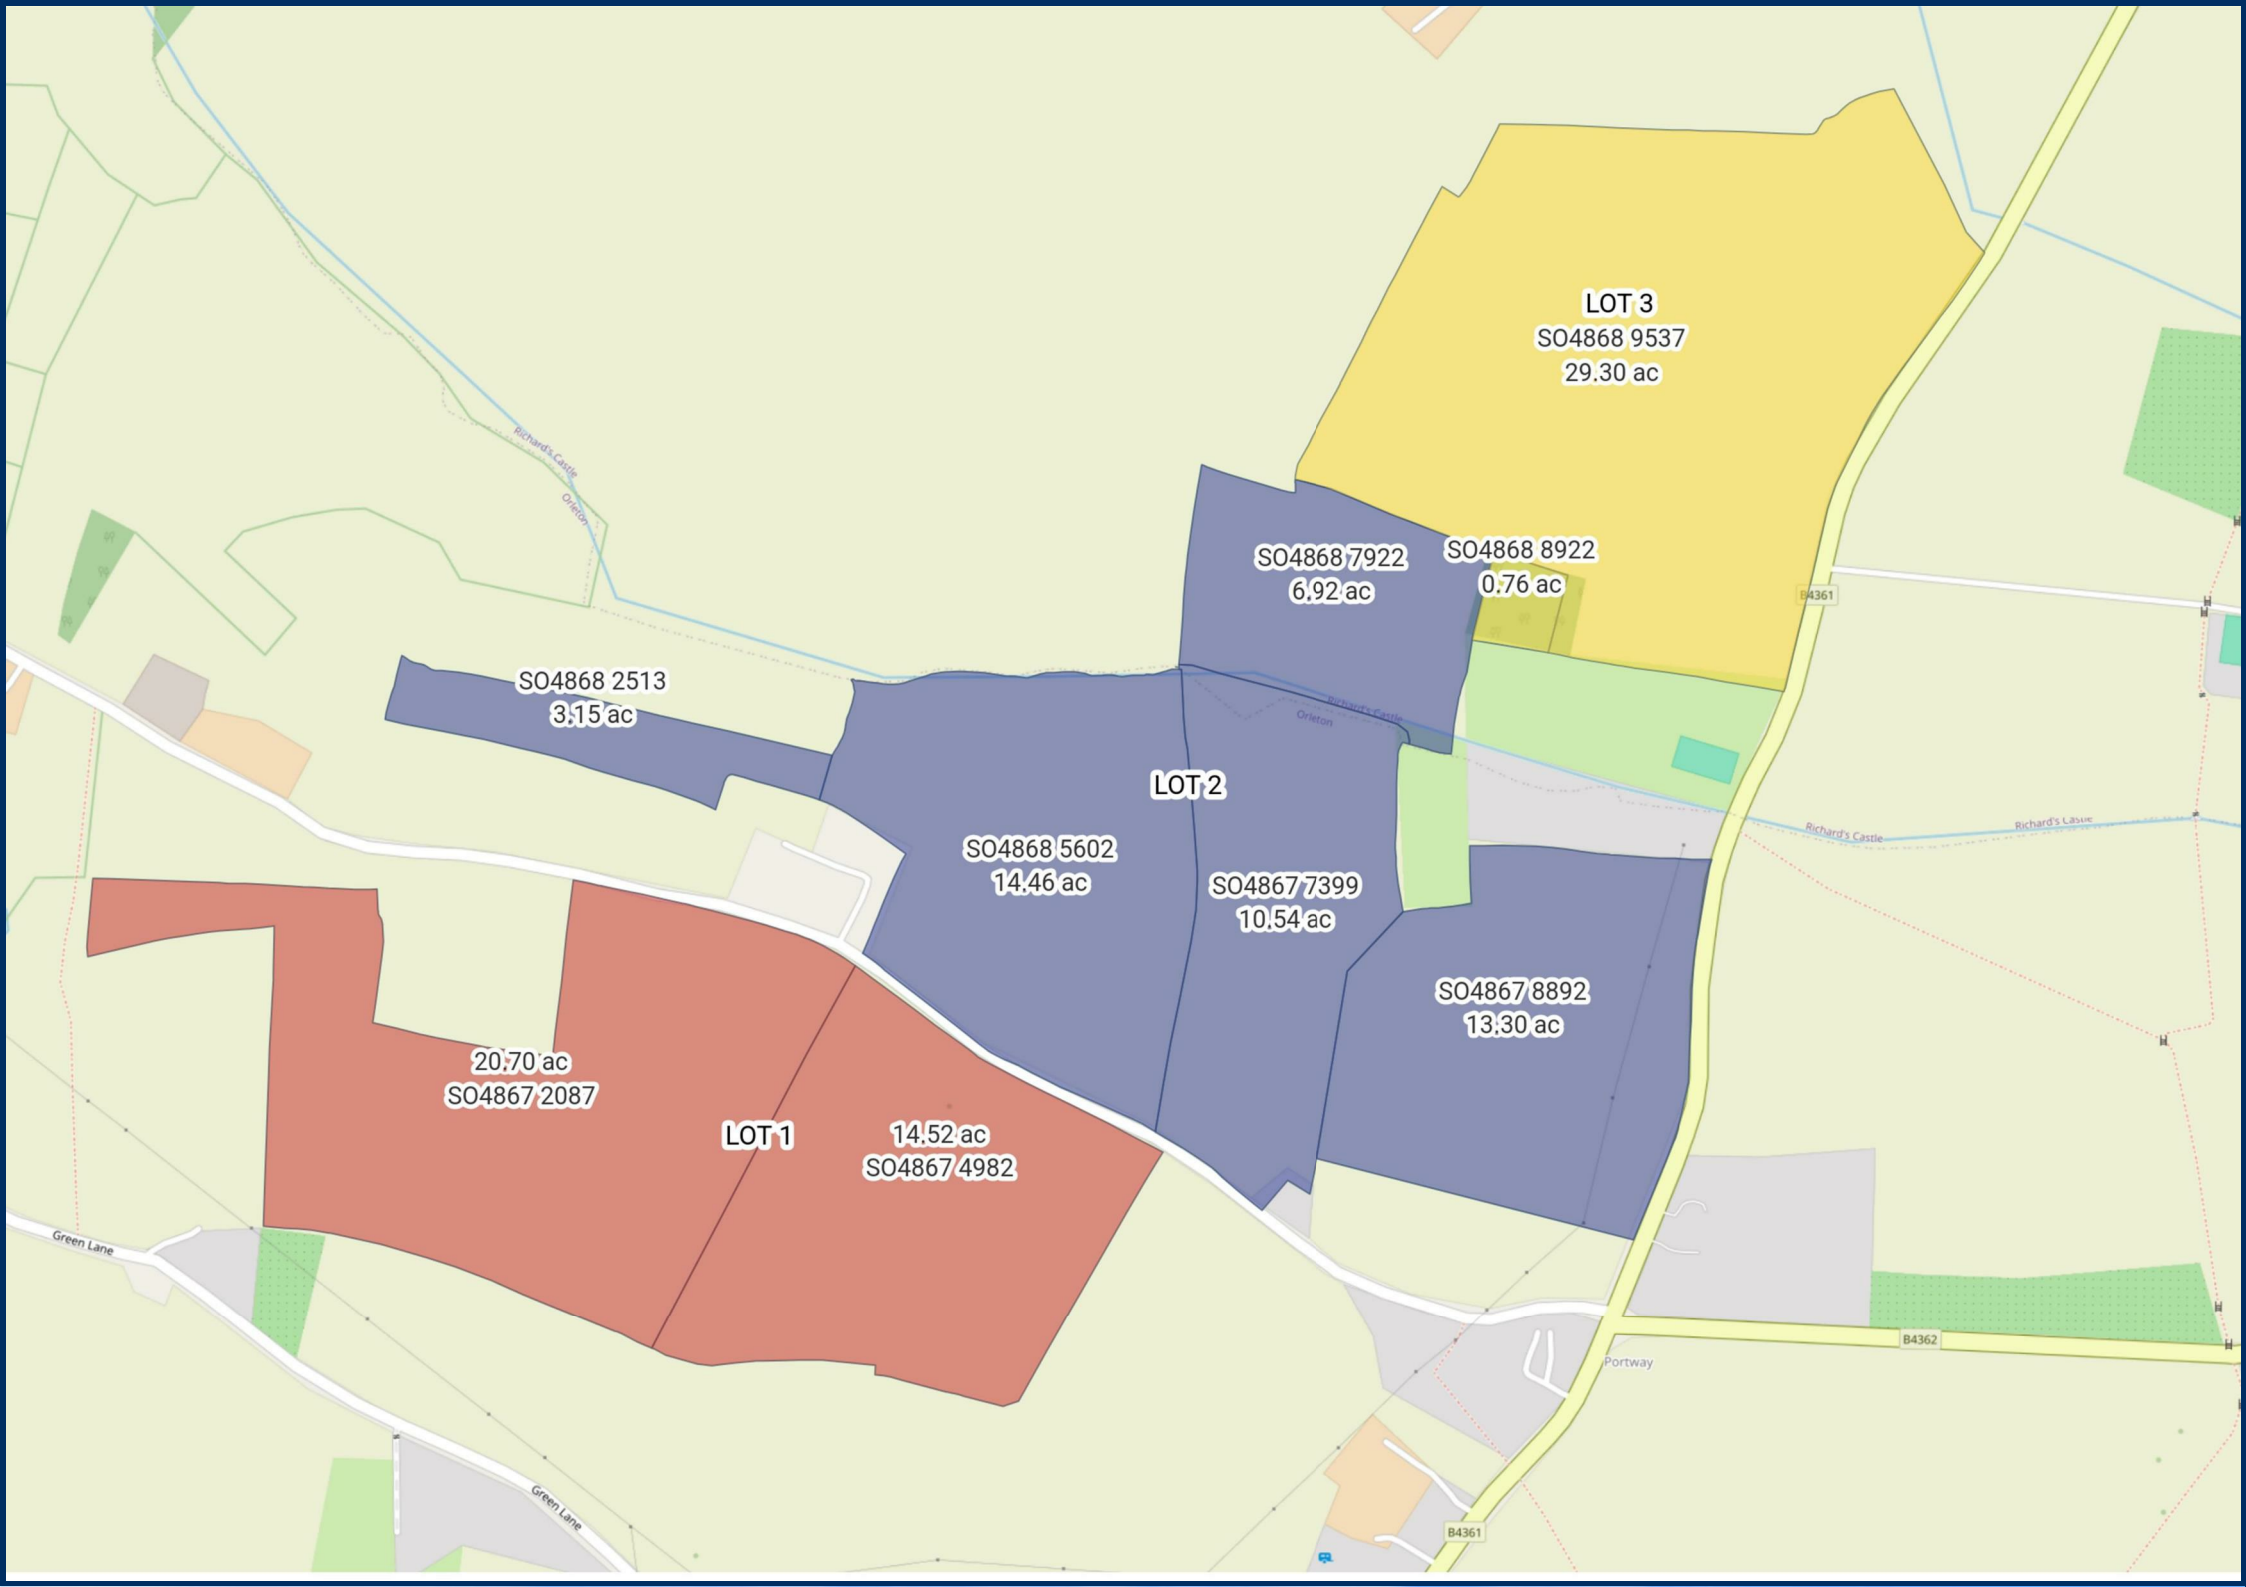 LOT 3
SO4868 9537
29.30 ac
Richard's Castle
Orleton
SO4868 7922
6.92 ac
SO4868 8922
0.76 ac
B4361
SO4868 2513
3.15 ac
Richard's Castle
Orleton
LOT 2
Richard's Castle
Richard's Castle
SO4868 5602
14.46 ac
SO4867 7399
10.54 ac
SO4867 8892
13.30 ac
20.70 ac
SO4867 2087
LOT 1
14.52 ac
SO4867 4982
Green Lane
B4362
Portway
Green Lane
B4361